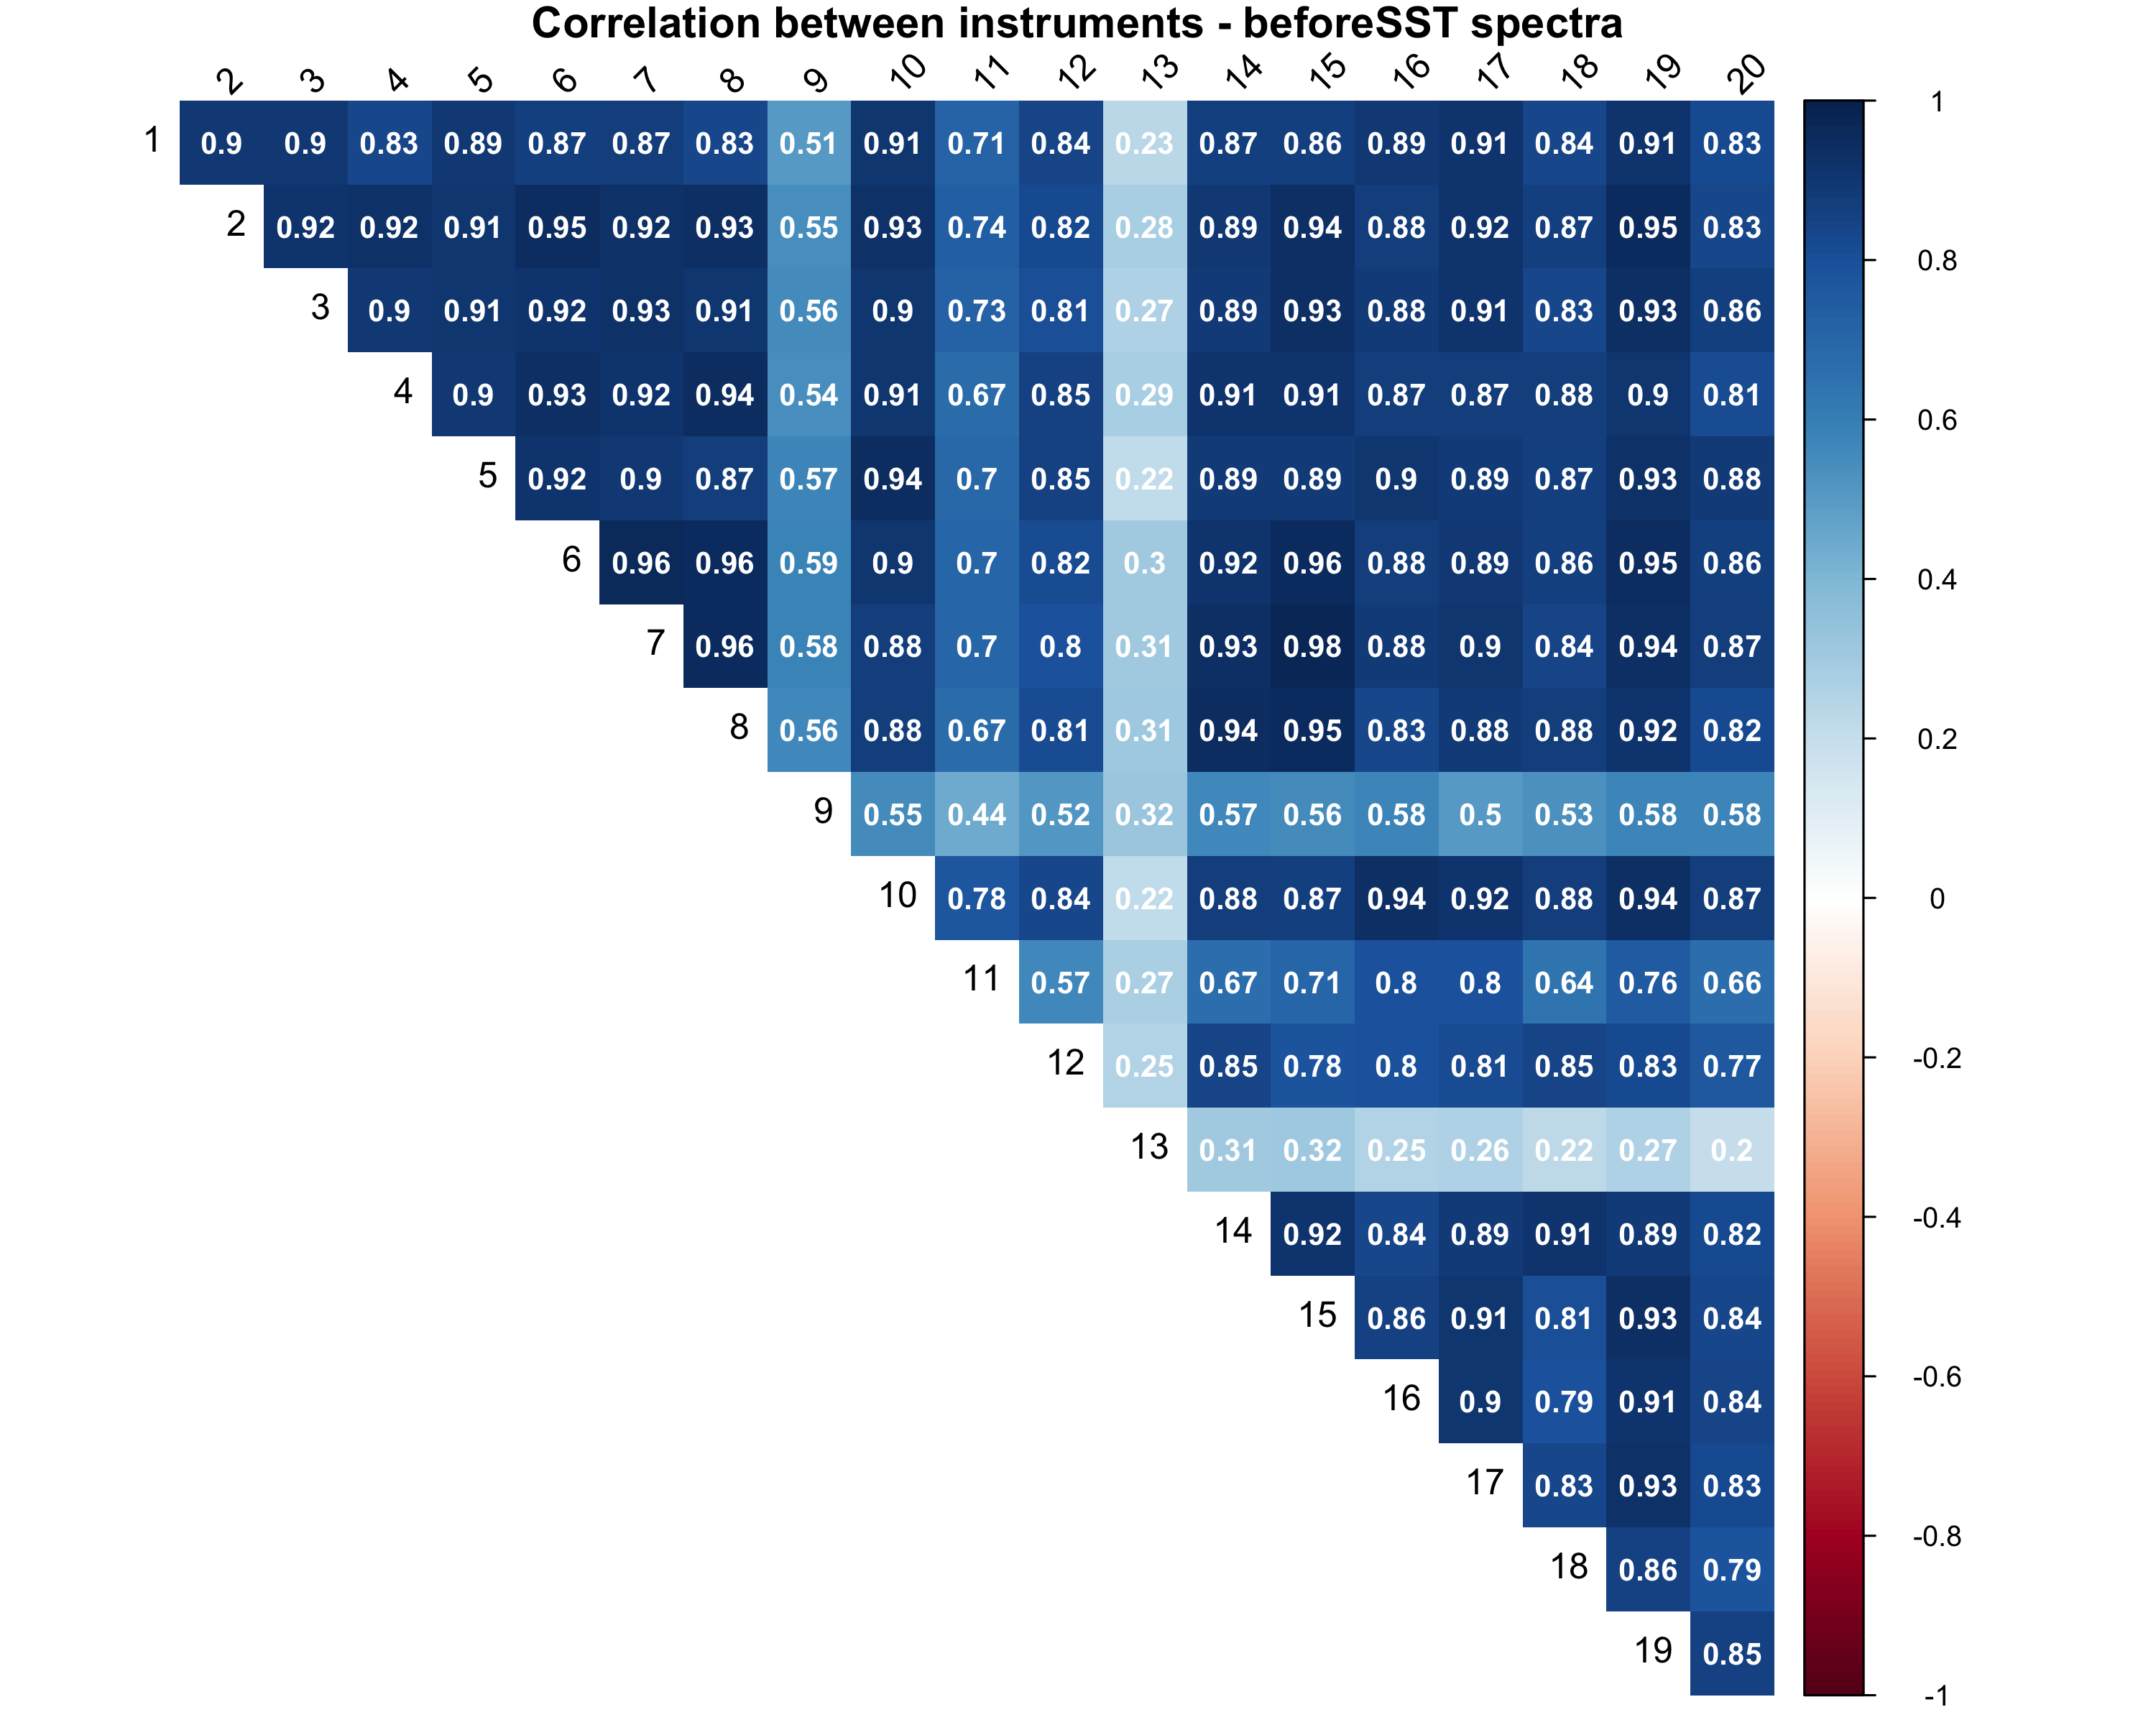 Correlation between instruments - beforeSST spectra
2 3 4 5 6 7 8 9 10 11 12 13 14 15 16 17 18 19 20
1 0.9 0.9 0.83 0.89 0.87 0.87 0.83 0.51 0.91 0.71 0.84 0.23 0.87 0.86 0.89 0.91 0.84 0.91 0.83
2 0.92 0.92 0.91 0.95 0.92 0.93 0.55 0.93 0.74 0.82 0.28 0.89 0.94 0.88 0.92 0.87 0.95 0.83
3 0.9 0.91 0.92 0.93 0.91 0.56 0.9 0.73 0.81 0.27 0.89 0.93 0.88 0.91 0.83 0.93 0.86
4 0.9 0.93 0.92 0.94 0.54 0.91 0.67 0.85 0.29 0.91 0.91 0.87 0.87 0.88 0.9 0.81
5 0.92 0.9 0.87 0.57 0.94 0.7 0.85 0.22 0.89 0.89 0.9 0.89 0.87 0.93 0.88
6 0.96 0.96 0.59 0.9 0.7 0.82 0.3 0.92 0.96 0.88 0.89 0.86 0.95 0.86
7 0.96 0.58 0.88 0.7 0.8 0.31 0.93 0.98 0.88 0.9 0.84 0.94 0.87
8 0.56 0.88 0.67 0.81 0.31 0.94 0.95 0.83 0.88 0.88 0.92 0.82
9 0.55 0.44 0.52 0.32 0.57 0.56 0.58 0.5 0.53 0.58 0.58
10 0.78 0.84 0.22 0.88 0.87 0.94 0.92 0.88 0.94 0.87
11 0.57 0.27 0.67 0.71 0.8 0.8 0.64 0.76 0.66
12 0.25 0.85 0.78 0.8 0.81 0.85 0.83 0.77
13 0.31 0.32 0.25 0.26 0.22 0.27 0.2
14 0.92 0.84 0.89 0.91 0.89 0.82
15 0.86 0.91 0.81 0.93 0.84
16 0.9 0.79 0.91 0.84
17 0.83 0.93 0.83
18 0.86 0.79
19 0.85
1
0.8
0.6
0.4
0.2
0
-0.2
-0.4
-0.6
-0.8
-1